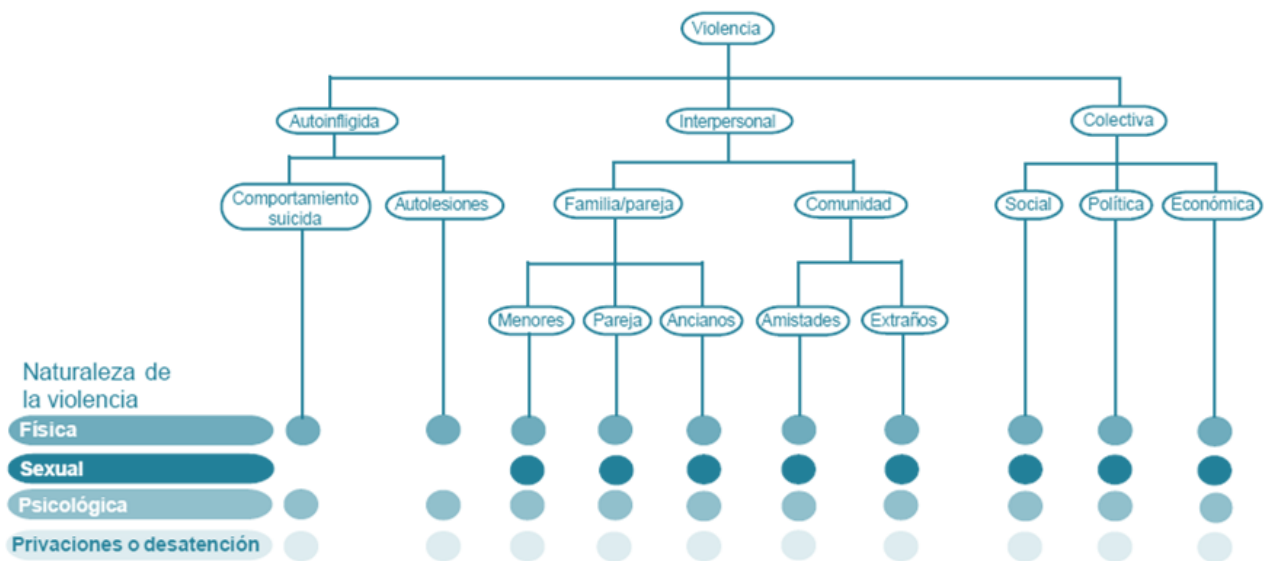 Violencia
Autoinfligida
Interpersonal
Colectiva
Comportamiento
suicida
Autolesiones
Familia/pareja
Comunidad
Social
Política
Económica
Menores
Pareja
Ancianos
Amistades
Extraños
Naturaleza de
la violencia
Física
Sexual
Psicológica
Privaciones o desatención